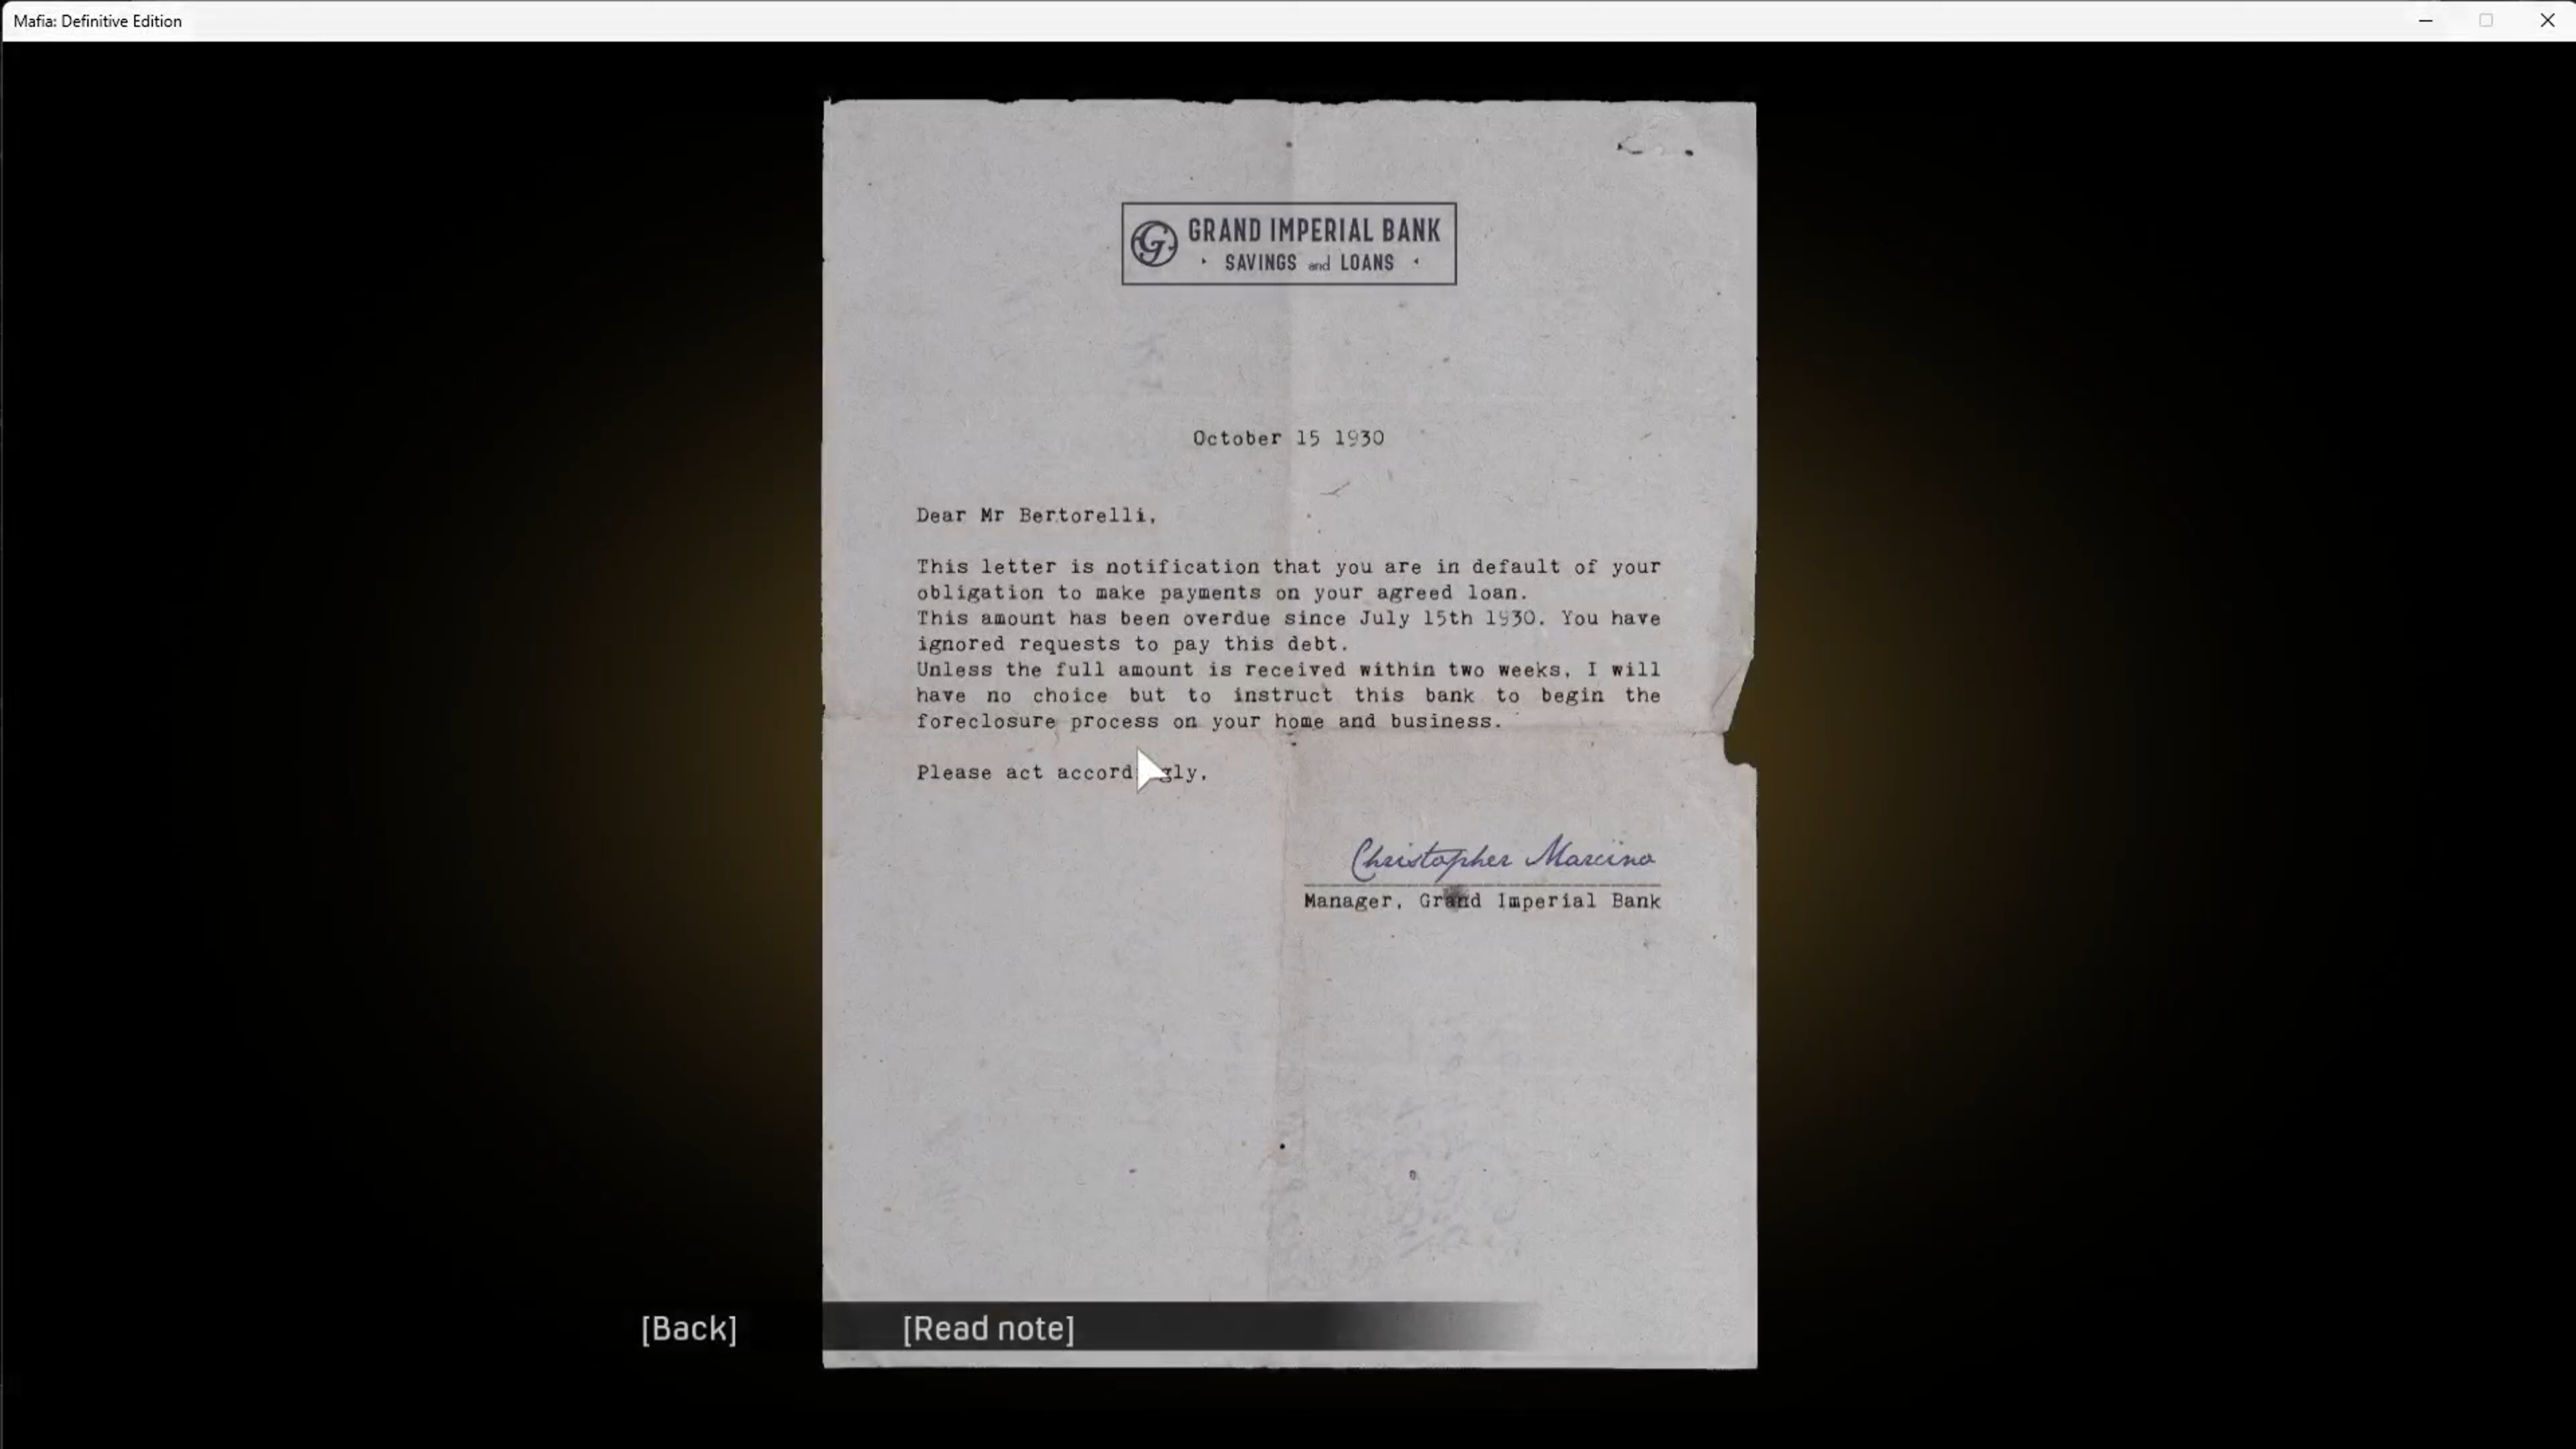 Mafia: Definitive Edition
GRAND IMPERIAL BANK
SAVINGS and LOANS
October 15 1930
Dear Mr Bertorelli,
This letter is notification that you are in default of your
obligation to make payments on your agreed loan.
This amount has been overdue since July 15th 1930. You have
ignored requests to pay this debt.
Unless the full amount is received within two weeks, I will
have no choice but to instruct this bank to begin the
foreclosure process on your home and business.
Please act accordingly,
Christopher Marcino
Manager, Grand Imperial Bank
[Back] [Read note]